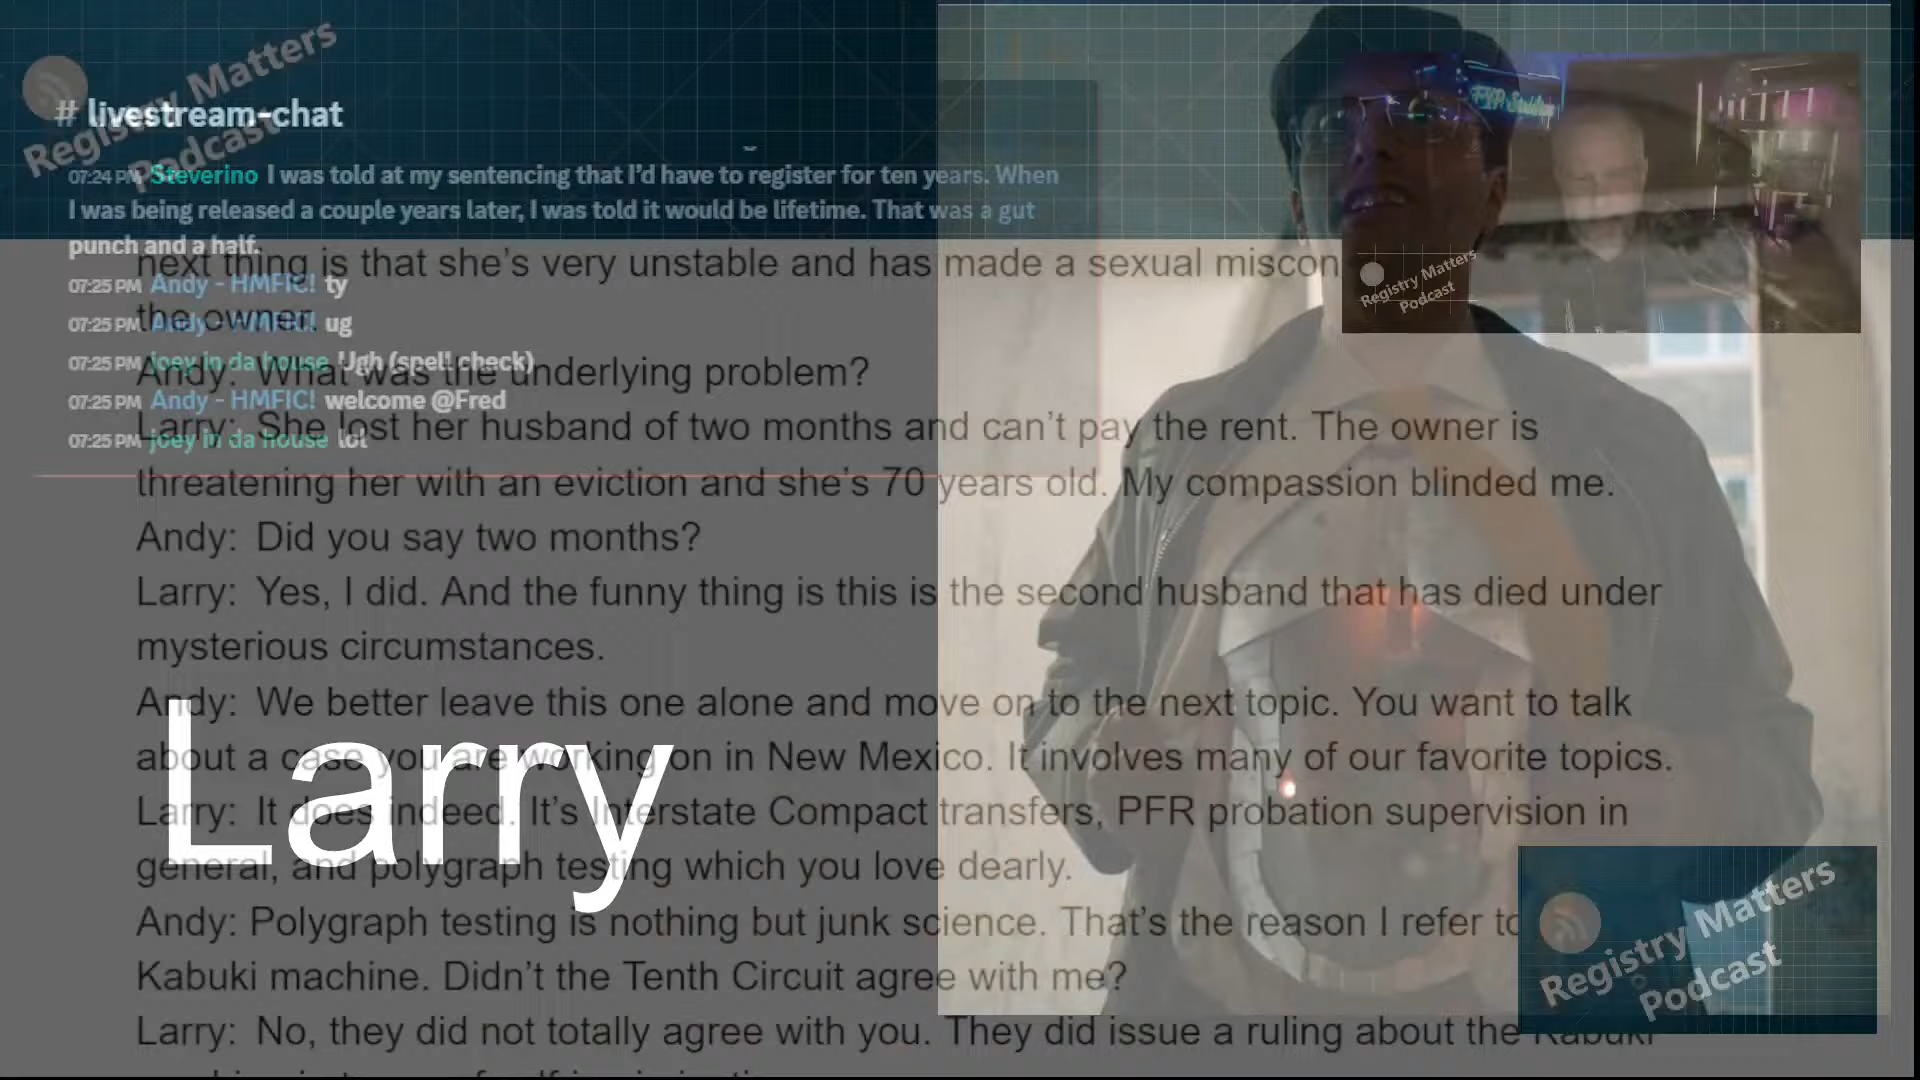 Registry Matters
Podcast
# livestream-chat
07:24 PM Steverino I was told at my sentencing that I'd have to register for ten years. When
I was being released a couple years later, I was told it would be lifetime. That was a gut
punch and a half.
07:25 PM Andy - HMFIC! ty
07:25 PM Andy - HMFIC! ug
07:25 PM joey in da house 'Ugh (spell check)
07:25 PM Andy - HMFIC! welcome @Fred
07:25 PM joey in da house lol
FYP Studios
Registry Matters
Podcast
next thing is that she's very unstable and has made a sexual miscon
the owner.
Andy: What was the underlying problem?
Larry: She lost her husband of two months and can't pay the rent. The owner is
threatening her with an eviction and she's 70 years old. My compassion blinded me.
Andy: Did you say two months?
Larry: Yes, I did. And the funny thing is this is the second husband that has died under
mysterious circumstances.
Andy: We better leave this one alone and move on to the next topic. You want to talk
about a case you are working on in New Mexico. It involves many of our favorite topics.
Larry: It does indeed. It's Interstate Compact transfers, PFR probation supervision in
general, and polygraph testing which you love dearly.
Andy: Polygraph testing is nothing but junk science. That's the reason I refer to
Kabuki machine. Didn't the Tenth Circuit agree with me?
Larry: No, they did not totally agree with you. They did issue a ruling about the Kabuki
Larry
Registry Matters
Podcast